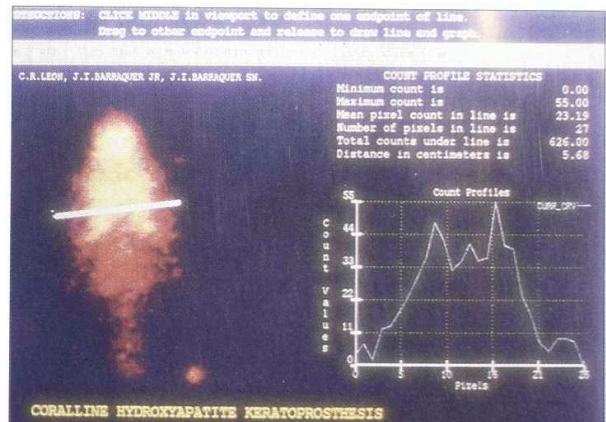 INSTRUCTIONS: CLICK MIDDLE in viewport to define one endpoint of line.
Drag to other endpoint and release to draw line and graph.
C.R.LEON, J.I.BARRAQUER JR, J.I.BARRAQUER SN.
COUNT PROFILE STATISTICS
Minimum count is 0.00
Maximum count is 55.00
Mean pixel count in line is 23.19
Number of pixels in line is 27
Total counts under line is 626.00
Distance in centimeters is 5.68
Count Profiles
CURR_CRV
Count Values
55
44
33
22
11
0
0 5 10 16 21 26
Pixels
CORALLINE HYDROXYAPATITE KERATOPROSTHESIS